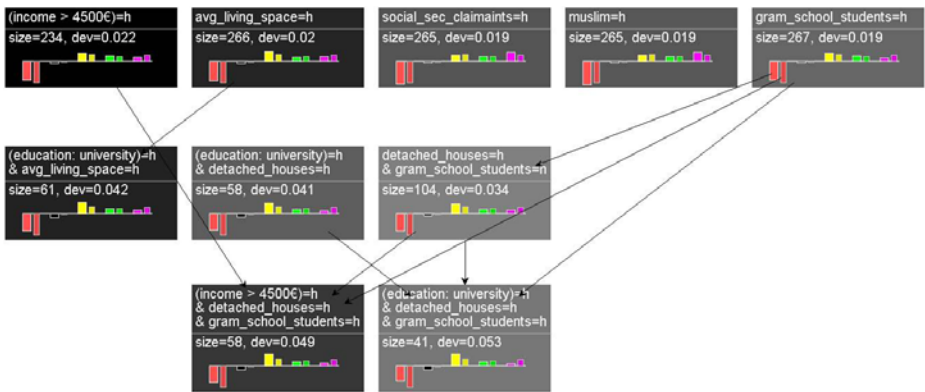 (income > 4500€)=h
size=234, dev=0.022
avg_living_space=h
size=266, dev=0.02
social_sec_claimaints=h
size=265, dev=0.019
muslim=h
size=265, dev=0.019
gram_school_students=h
size=267, dev=0.019
(education: university)=h
& avg_living_space=h
size=61, dev=0.042
(education: university)=h
& detached_houses=h
size=58, dev=0.041
detached_houses=h
& gram_school_students=h
size=104, dev=0.034
(income > 4500€)=h
& detached_houses=h
& gram_school_students=h
size=58, dev=0.049
(education: university)=h
& detached_houses=h
& gram_school_students=h
size=41, dev=0.053